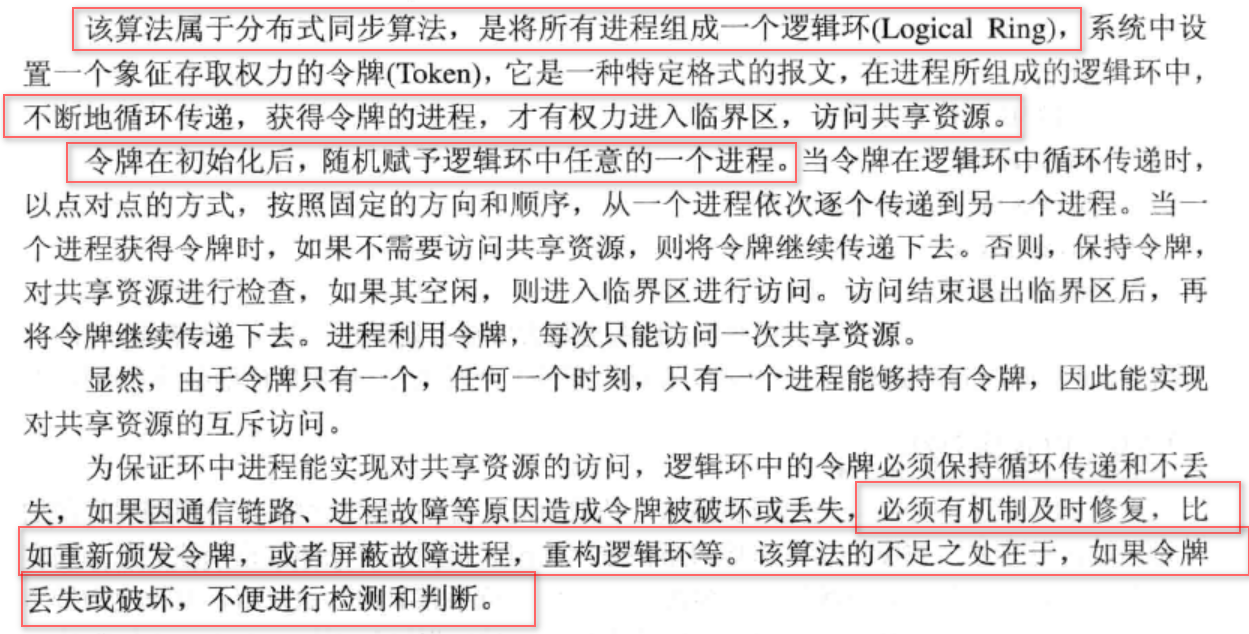 该算法属于分布式同步算法，是将所有进程组成一个逻辑环(Logical Ring)，系统中设
置一个象征存取权力的令牌(Token)，它是一种特定格式的报文，在进程所组成的逻辑环中，
不断地循环传递，获得令牌的进程，才有权力进入临界区，访问共享资源。
令牌在初始化后，随机赋予逻辑环中任意的一个进程。当令牌在逻辑环中循环传递时，
以点对点的方式，按照固定的方向和顺序，从一个进程依次逐个传递到另一个进程。当一
个进程获得令牌时，如果不需要访问共享资源，则将令牌继续传递下去。否则，保持令牌，
对共享资源进行检查，如果其空闲，则进入临界区进行访问。访问结束退出临界区后，再
将令牌继续传递下去。进程利用令牌，每次只能访问一次共享资源。
显然，由于令牌只有一个，任何一个时刻，只有一个进程能够持有令牌，因此能实现
对共享资源的互斥访问。
为保证环中进程能实现对共享资源的访问，逻辑环中的令牌必须保持循环传递和不丢
失，如果因通信链路、进程故障等原因造成令牌被破坏或丢失，必须有机制及时修复，比
如重新颁发令牌，或者屏蔽故障进程，重构逻辑环等。该算法的不足之处在于，如果令牌
丢失或破坏，不便进行检测和判断。